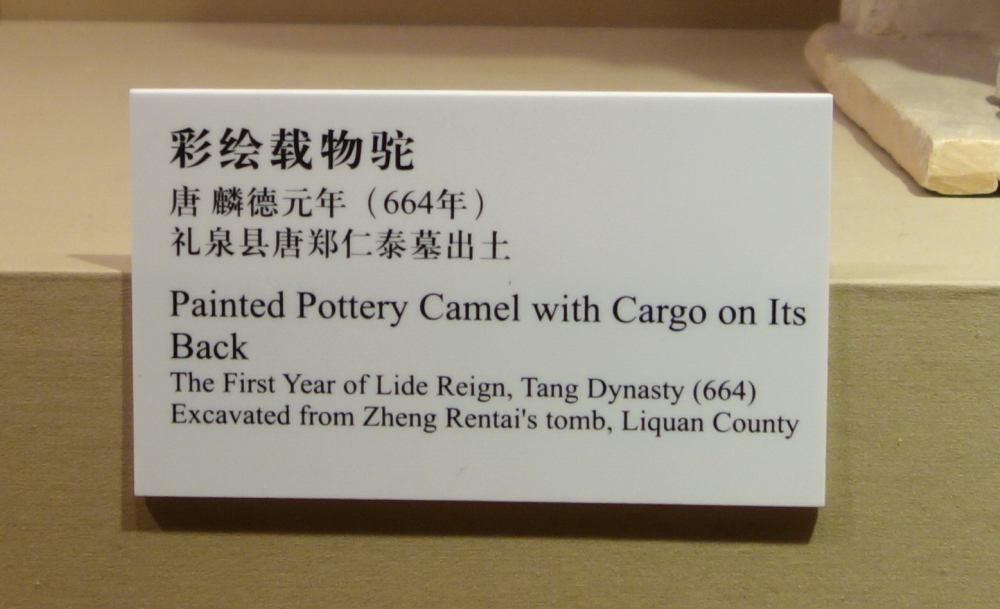 彩绘载物驼
唐 麟德元年（664年）
礼泉县唐郑仁泰墓出土
Painted Pottery Camel with Cargo on Its
Back
The First Year of Lide Reign, Tang Dynasty (664)
Excavated from Zheng Rentai's tomb, Liquan County